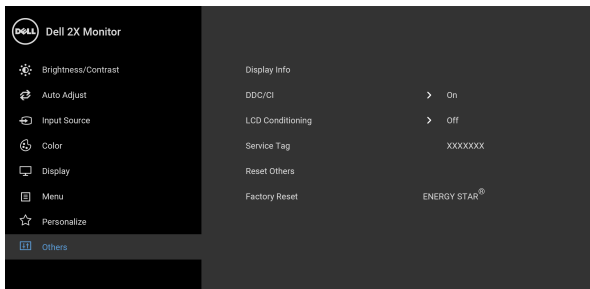 DELL Dell 2X Monitor
Brightness/Contrast Display Info
Auto Adjust DDC/CI > On
Input Source LCD Conditioning > Off
Color Service Tag XXXXXXX
Display Reset Others
Menu Factory Reset ENERGY STAR®
Personalize
Others